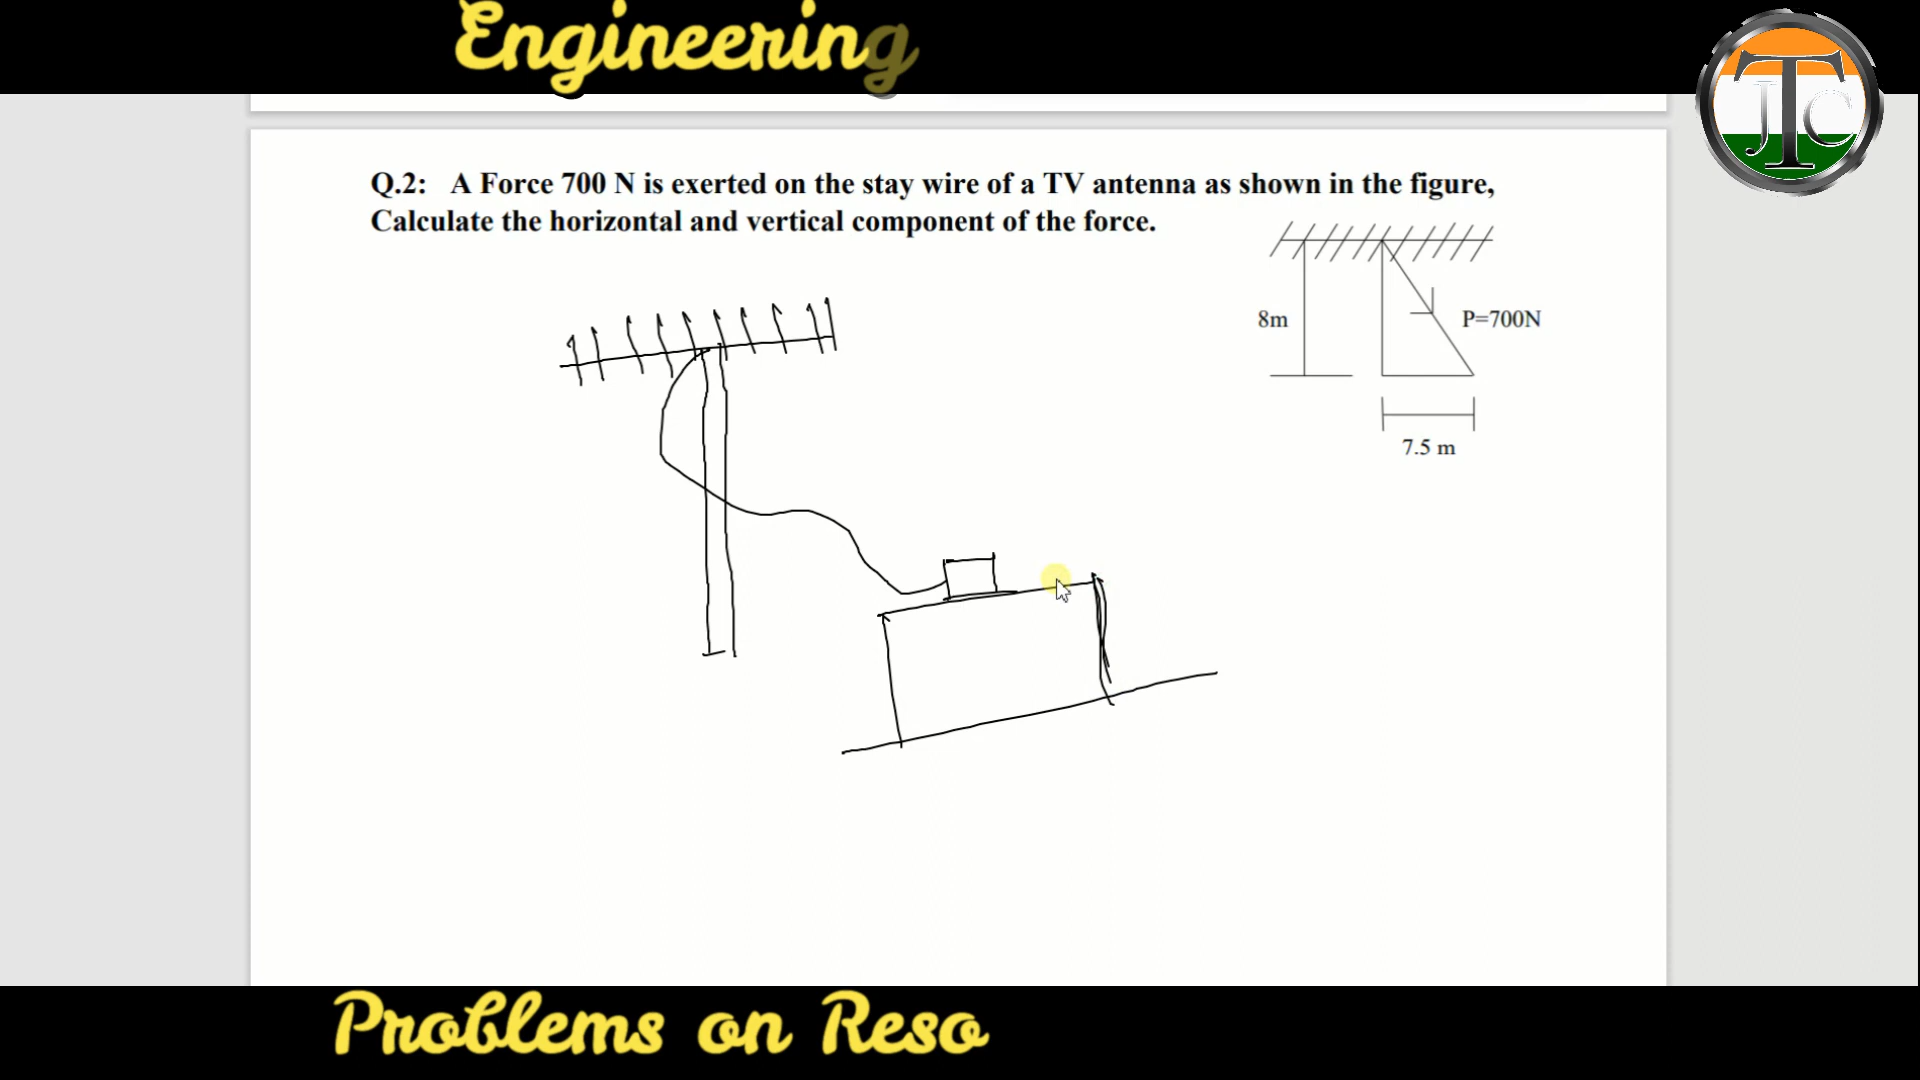 Engineering
JTC
Q.2: A Force 700 N is exerted on the stay wire of a TV antenna as shown in the figure,
Calculate the horizontal and vertical component of the force.
8m
P=700N
7.5 m
Problems on Reso